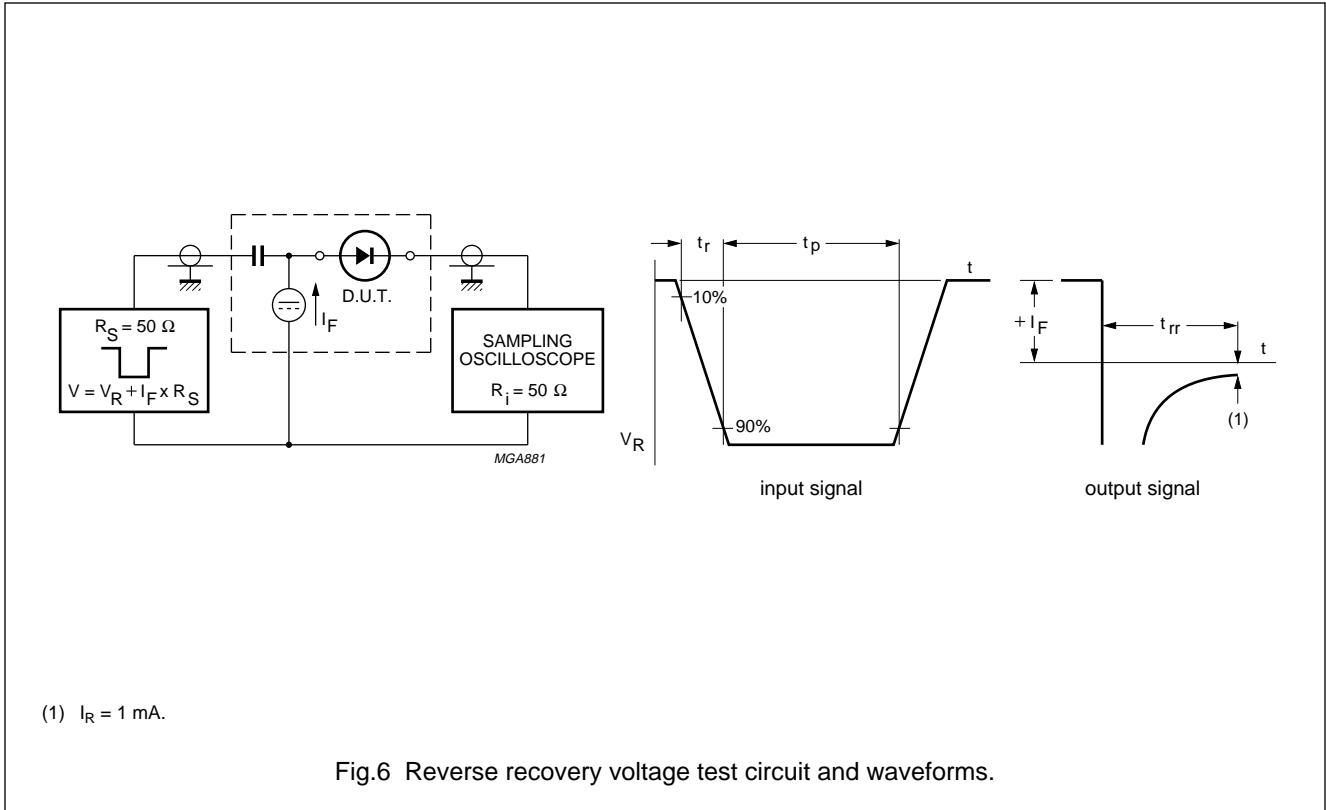 R_S = 50 Ω
V = V_R + I_F x R_S
I_F
D.U.T.
SAMPLING
OSCILLOSCOPE
R_i = 50 Ω
MGA881
t_r
t_p
t
10%
90%
V_R
input signal
+ I_F
t_rr
t
(1)
output signal
(1) I_R = 1 mA.
Fig.6 Reverse recovery voltage test circuit and waveforms.